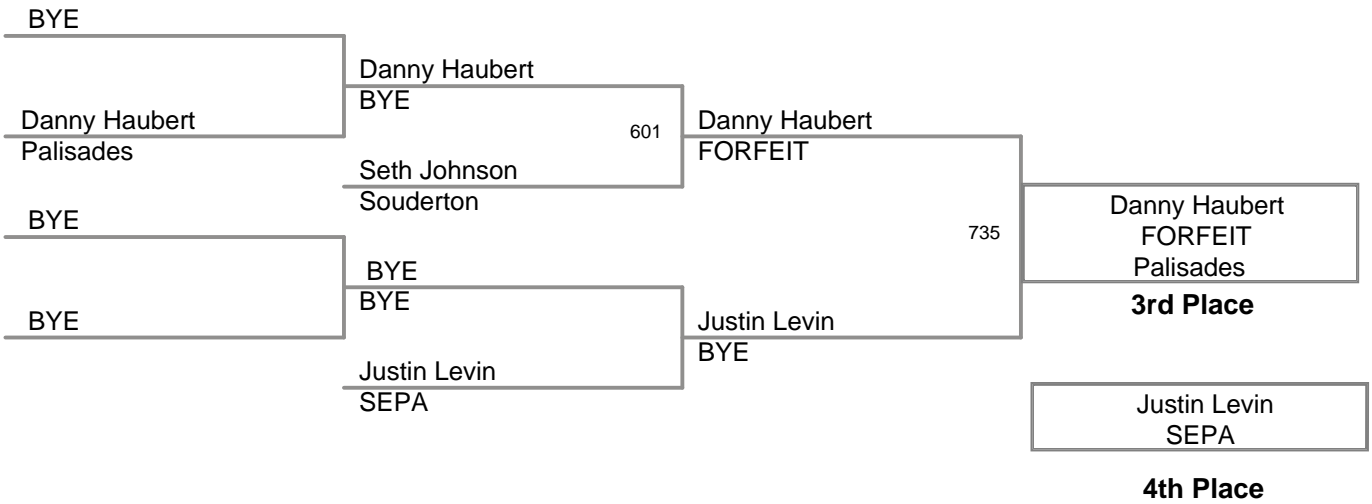 BYE
Danny Haubert
BYE
Danny Haubert
Palisades
601
Danny Haubert
FORFEIT
Seth Johnson
Souderton
BYE
735
Danny Haubert
FORFEIT
Palisades
3rd Place
BYE
BYE
BYE
Justin Levin
BYE
Justin Levin
SEPA
Justin Levin
SEPA
4th Place